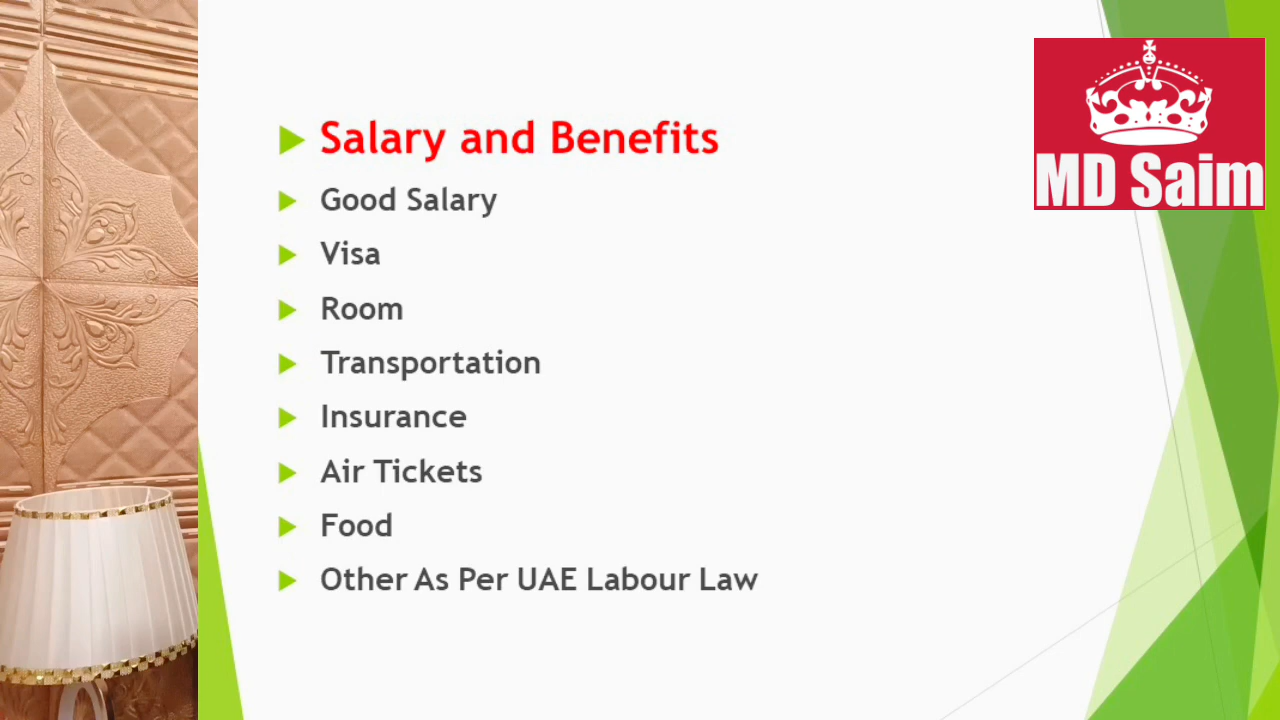 Salary and Benefits
Good Salary
Visa
Room
Transportation
Insurance
Air Tickets
Food
Other As Per UAE Labour Law
MD Saim